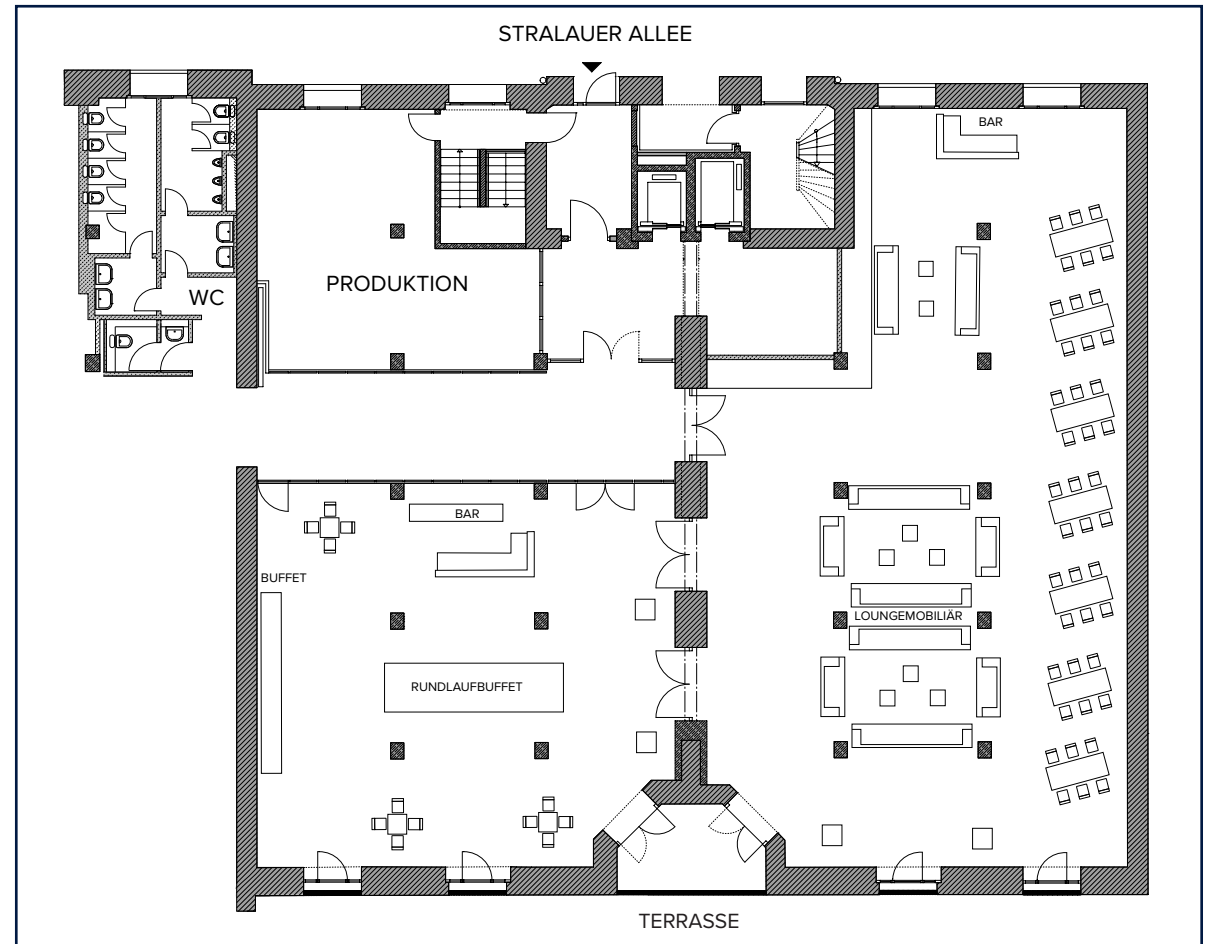 STRALAUER ALLEE
BAR
PRODUKTION
WC
BAR
BUFFET
LOUNGEMOBILIÄR
RUNDLAUFBUFFET
TERRASSE